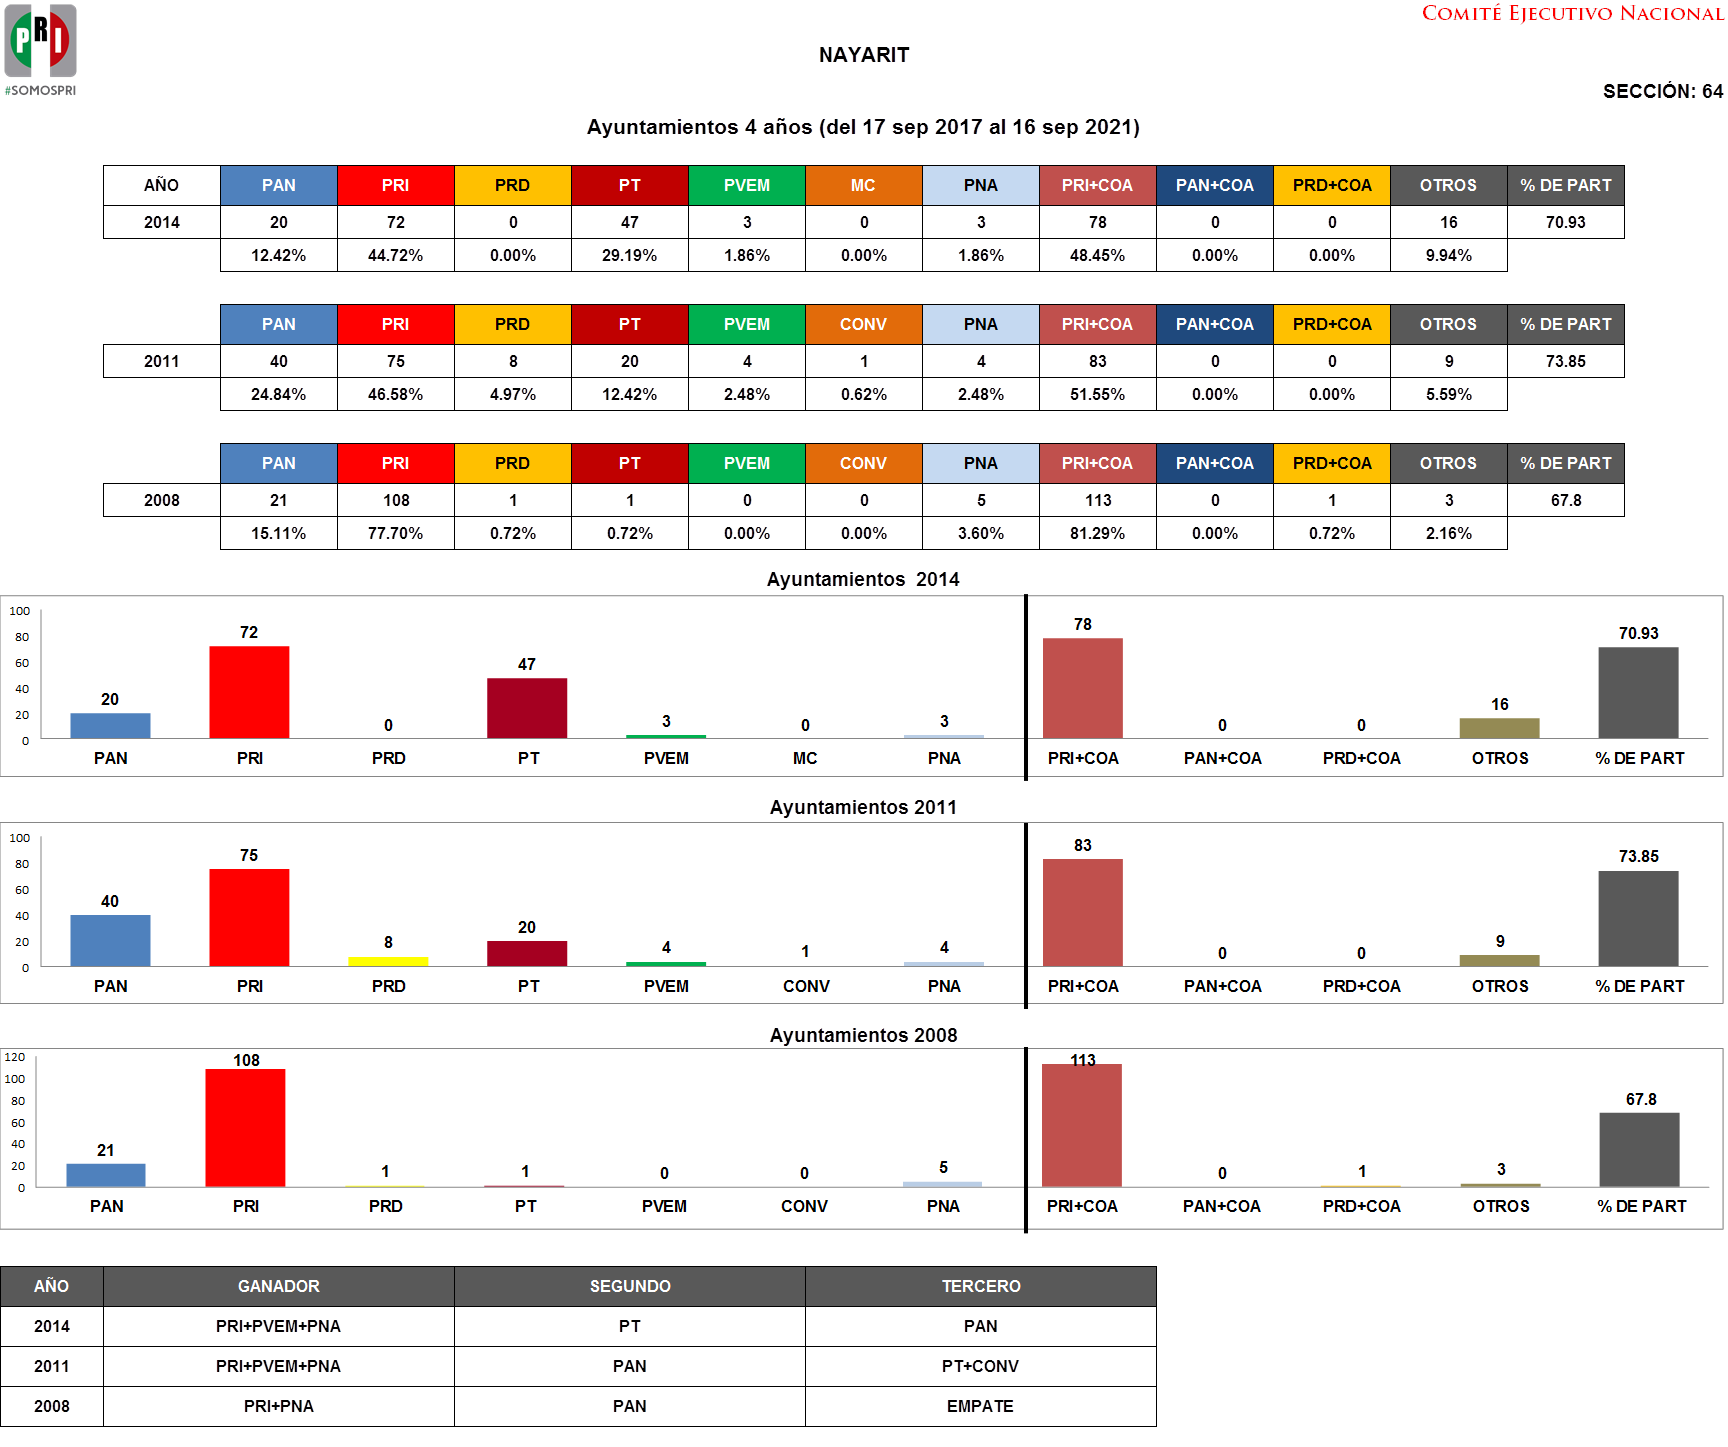 COMITÉ EJECUTIVO NACIONAL
PRI
#SOMOSPRI
NAYARIT
SECCIÓN: 64
Ayuntamientos 4 años (del 17 sep 2017 al 16 sep 2021)
AÑO PAN PRI PRD PT PVEM MC PNA PRI+COA PAN+COA PRD+COA OTROS % DE PART
2014 20 72 0 47 3 0 3 78 0 0 16 70.93
12.42% 44.72% 0.00% 29.19% 1.86% 0.00% 1.86% 48.45% 0.00% 0.00% 9.94%
PAN PRI PRD PT PVEM CONV PNA PRI+COA PAN+COA PRD+COA OTROS % DE PART
2011 40 75 8 20 4 1 4 83 0 0 9 73.85
24.84% 46.58% 4.97% 12.42% 2.48% 0.62% 2.48% 51.55% 0.00% 0.00% 5.59%
PAN PRI PRD PT PVEM CONV PNA PRI+COA PAN+COA PRD+COA OTROS % DE PART
2008 21 108 1 1 0 0 5 113 0 1 3 67.8
15.11% 77.70% 0.72% 0.72% 0.00% 0.00% 3.60% 81.29% 0.00% 0.72% 2.16%
Ayuntamientos 2014
100
80
60
40
20
0
20 72 0 47 3 0 3 78 0 0 16 70.93
PAN PRI PRD PT PVEM MC PNA PRI+COA PAN+COA PRD+COA OTROS % DE PART
Ayuntamientos 2011
100
80
60
40
20
0
40 75 8 20 4 1 4 83 0 0 9 73.85
PAN PRI PRD PT PVEM CONV PNA PRI+COA PAN+COA PRD+COA OTROS % DE PART
Ayuntamientos 2008
120
100
80
60
40
20
0
21 108 1 1 0 0 5 113 0 1 3 67.8
PAN PRI PRD PT PVEM CONV PNA PRI+COA PAN+COA PRD+COA OTROS % DE PART
AÑO GANADOR SEGUNDO TERCERO
2014 PRI+PVEM+PNA PT PAN
2011 PRI+PVEM+PNA PAN PT+CONV
2008 PRI+PNA PAN EMPATE